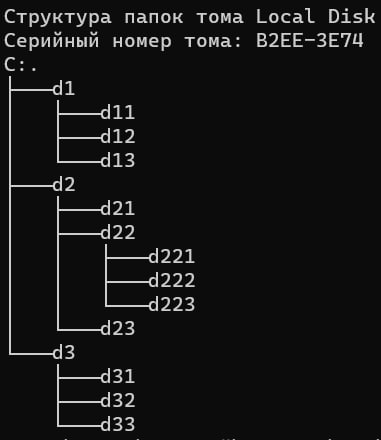 Структура папок тома Local Disk
Серийный номер тома: B2EE-3E74
C:.
├───d1
│   ├───d11
│   ├───d12
│   └───d13
├───d2
│   ├───d21
│   ├───d22
│   │   ├───d221
│   │   ├───d222
│   │   └───d223
│   └───d23
└───d3
    ├───d31
    ├───d32
    └───d33